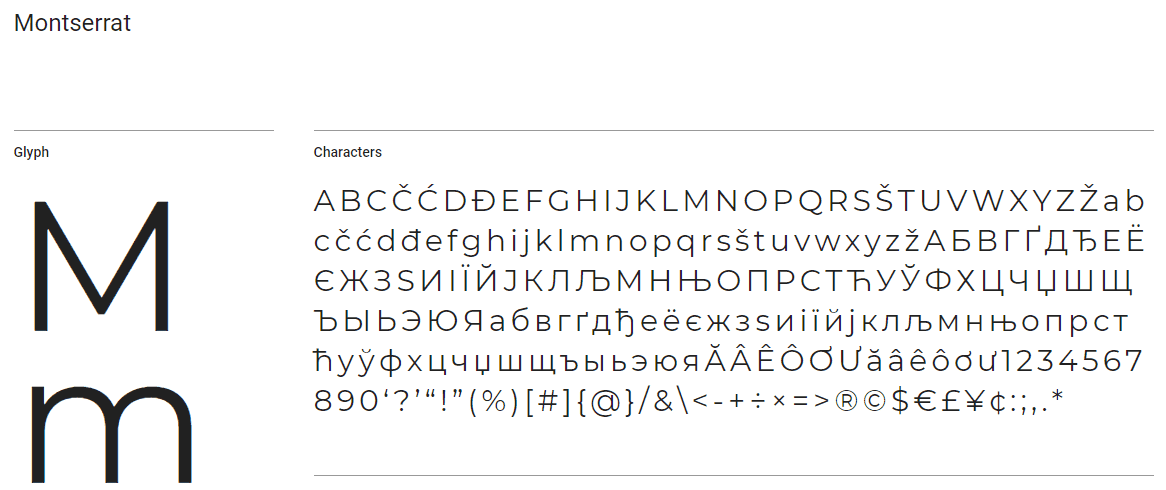 Montserrat
Glyph
M
m
Characters
ABCČĆDĐEFGHIJKLMNOPQRSŠTUVWXYZŽab
cčćdđefghijklmnopqrsštuvwxyzžАБВГҐДЂЕЁ
ЄЖЗЅИІЇЙЈКЛЉМНЊОПРСТЋУЎФХЦЧЏШЩ
ЪЫЬЭЮЯабвгґдђеёєжзѕиіїйјклљмнњопрст
ћуўфхцчџшщъыьэюяĂÂÊÔƠƯăâêôơư1234567
890‘?’“!”(%)[#]{@}/&\<-+÷×=>®©$€£¥¢:;,.*